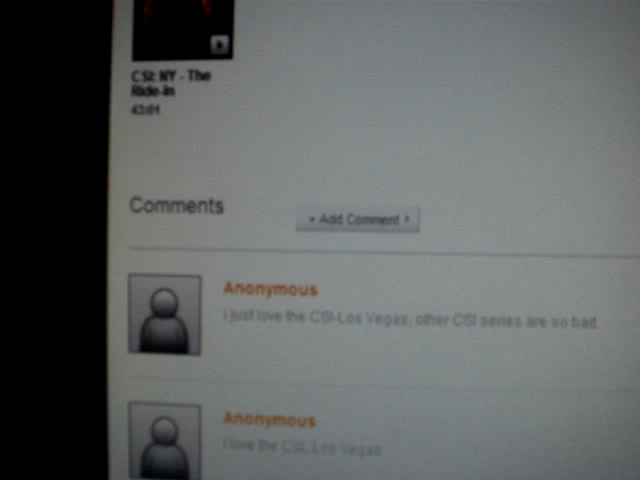 CSI: NY - The
Ride-In
43:01
Comments
+ Add Comment
Anonymous
i just love the CSI-Los Vegas, other CSI series are so bad
Anonymous
I love the CSI, Los Vegas